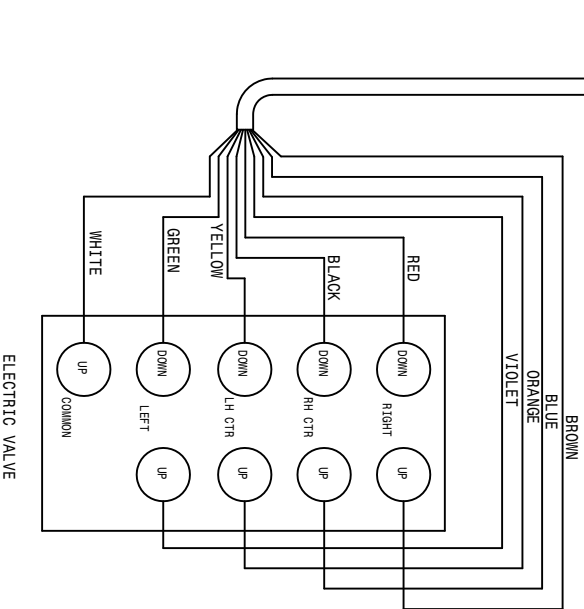 WHITE
GREEN
YELLOW
BLACK
RED
UP
DOWN
DOWN
DOWN
DOWN
COMMON
LEFT
LH CTR
RH CTR
RIGHT
UP
UP
UP
UP
VIOLET
ORANGE
BLUE
BROWN
ELECTRIC VALVE